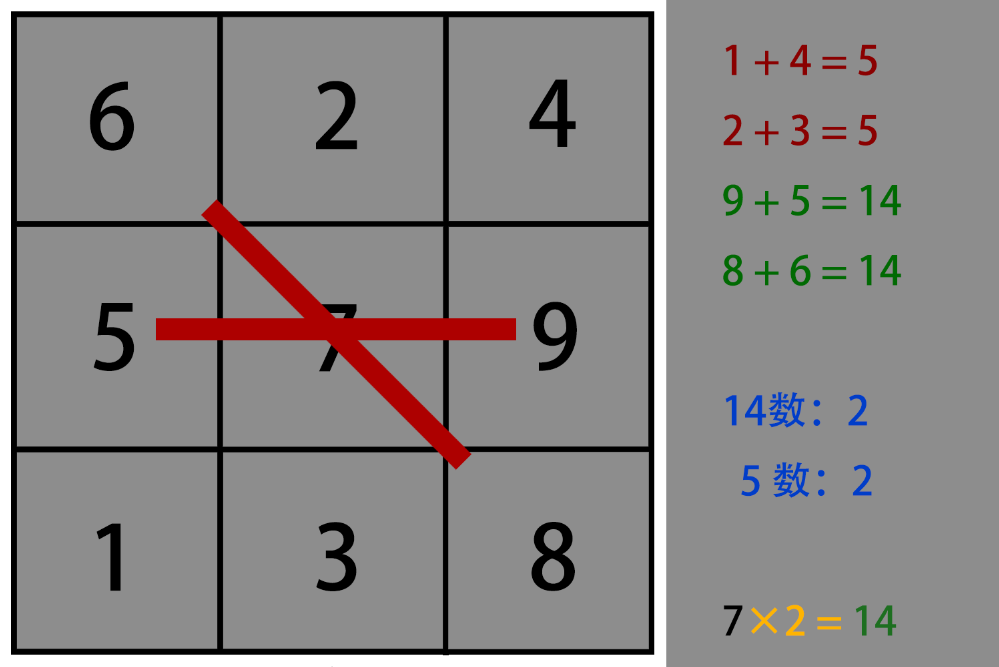 6 2 4
5 7 9
1 3 8
1 + 4 = 5
2 + 3 = 5
9 + 5 = 14
8 + 6 = 14
14数：2
5 数：2
7×2 = 14